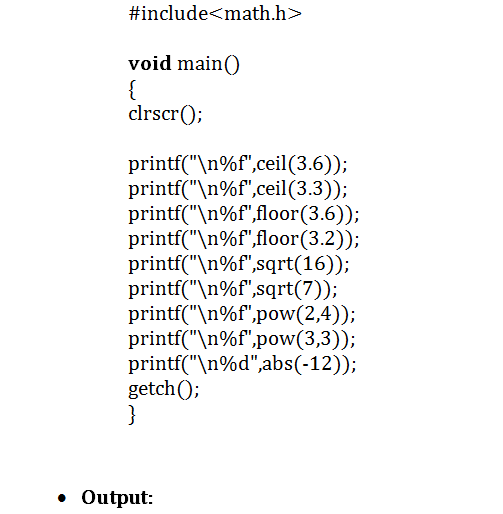 #include<math.h>
void main()
{
clrscr();
printf("\n%f",ceil(3.6));
printf("\n%f",ceil(3.3));
printf("\n%f",floor(3.6));
printf("\n%f",floor(3.2));
printf("\n%f",sqrt(16));
printf("\n%f",sqrt(7));
printf("\n%f",pow(2,4));
printf("\n%f",pow(3,3));
printf("\n%d",abs(-12));
getch();
}
• Output: